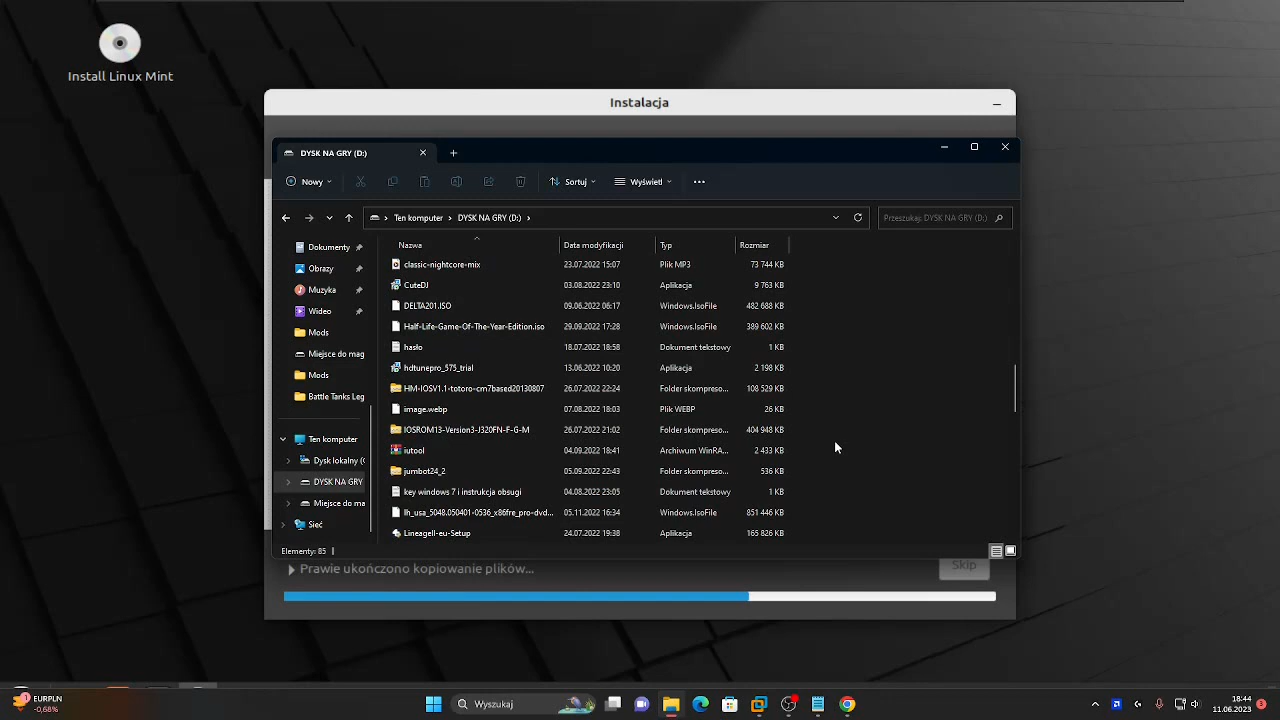 Install Linux Mint
Instalacja
DYSK NA GRY (D:)
Nowy
Sortuj
Wyświetl
Ten komputer
DYSK NA GRY (D:)
Przeszukaj: DYSK NA GRY (D:)
Dokumenty
Obrazy
Muzyka
Wideo
Mods
Miejsce do mag
Mods
Battle Tanks Leg
Ten komputer
Dysk lokalny (C
DYSK NA GRY
Miejsce do ma
Sieć
Nazwa Data modyfikacji Typ Rozmiar
classic-nightcore-mix 23.07.2022 15:07 Plik MP3 73 744 KB
CuteDJ 03.08.2022 23:10 Aplikacja 9 763 KB
DELTA201.ISO 09.06.2022 06:17 Windows.IsoFile 482 688 KB
Half-Life-Game-Of-The-Year-Edition.iso 29.09.2022 17:28 Windows.IsoFile 389 602 KB
hasło 18.07.2022 18:58 Dokument tekstowy 1 KB
hdtunepro_575_trial 13.06.2022 10:20 Aplikacja 2 198 KB
HM-IOSV1.1-totoro-cm7based20130807 26.07.2022 22:24 Folder skompreso... 108 529 KB
image.webp 07.08.2022 18:03 Plik WEBP 26 KB
IOSROM13-Version3-J320FN-F-G-M 26.07.2022 21:02 Folder skompreso... 404 948 KB
iutool 04.09.2022 18:41 Archiwum WinRA... 2 433 KB
jumbot24_2 05.09.2022 22:43 Folder skompreso... 536 KB
key windows 7 i instrukcja obsugi 04.08.2022 23:05 Dokument tekstowy 1 KB
lh_usa_5048.050401-0536_x86fre_pro-dvd... 05.11.2022 16:34 Windows.IsoFile 851 446 KB
LineageII-eu-Setup 24.07.2022 19:38 Aplikacja 165 826 KB
Elementy: 85
Prawie ukończono kopiowanie plików...
Skip
EURPLN
-0.68%
Wyszukaj
18:44
11.06.2023
3